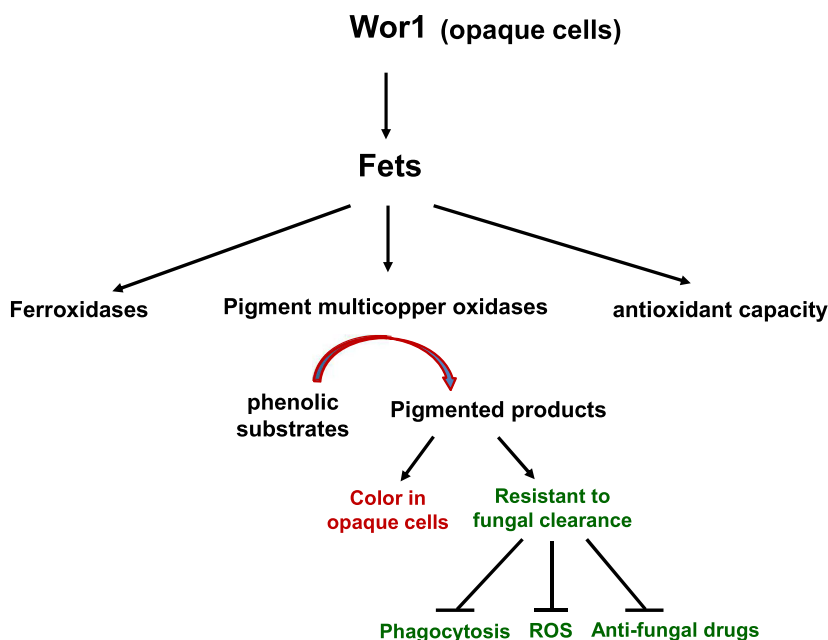 Wor1 (opaque cells)
Fets
Ferroxidases
Pigment multicopper oxidases
antioxidant capacity
phenolic
substrates
Pigmented products
Color in
opaque cells
Resistant to
fungal clearance
Phagocytosis
ROS
Anti-fungal drugs